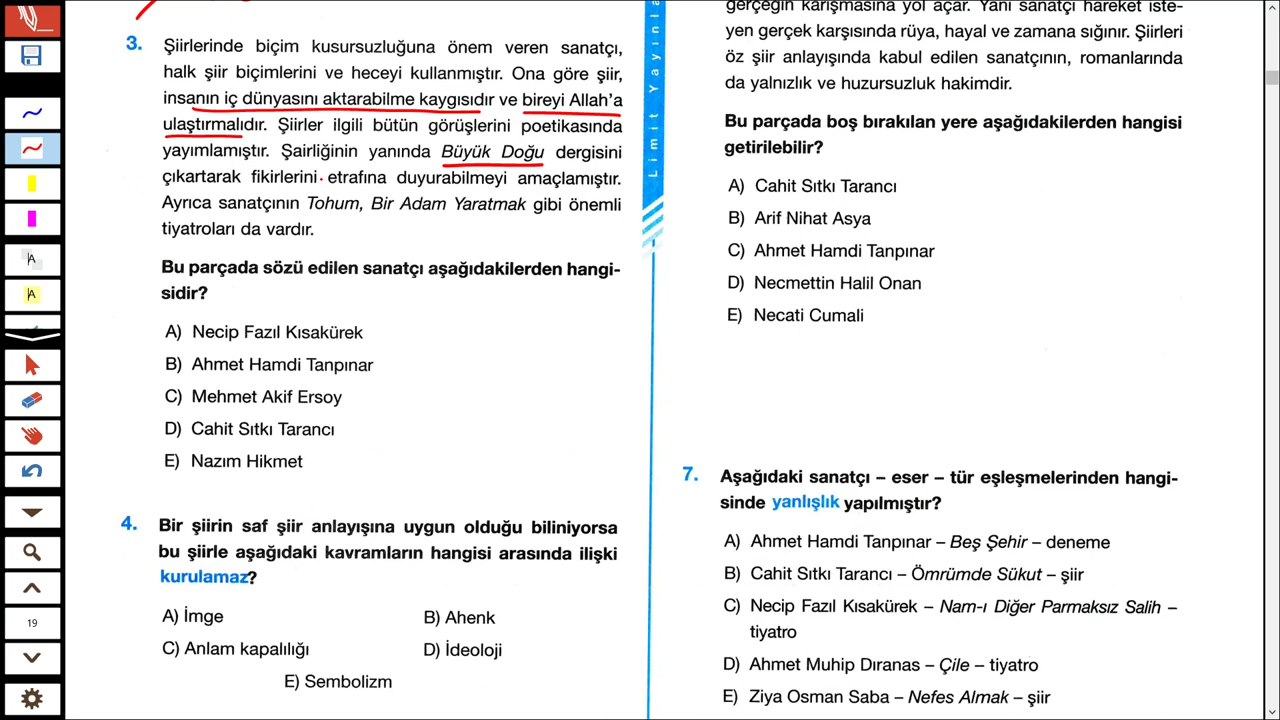 3. Şiirlerinde biçim kusursuzluğuna önem veren sanatçı,
halk şiir biçimlerini ve heceyi kullanmıştır. Ona göre şiir,
insanın iç dünyasını aktarabilme kaygısıdır ve bireyi Allah'a
ulaştırmalıdır. Şiirler ilgili bütün görüşlerini poetikasında
yayımlamıştır. Şairliğinin yanında Büyük Doğu dergisini
çıkartarak fikirlerini etrafına duyurabilmeyi amaçlamıştır.
Ayrıca sanatçının Tohum, Bir Adam Yaratmak gibi önemli
tiyatroları da vardır.
Bu parçada sözü edilen sanatçı aşağıdakilerden hangi-
sidir?
A) Necip Fazıl Kısakürek
B) Ahmet Hamdi Tanpınar
C) Mehmet Akif Ersoy
D) Cahit Sıtkı Tarancı
E) Nazım Hikmet
4. Bir şiirin saf şiir anlayışına uygun olduğu biliniyorsa
bu şiirle aşağıdaki kavramların hangisi arasında ilişki
kurulamaz?
A) İmge
B) Ahenk
C) Anlam kapalılığı
D) İdeoloji
E) Sembolizm
Limit Yayınla
gerçeğin karışmasına yol açar. Yani sanatçı hareket iste-
yen gerçek karşısında rüya, hayal ve zamana sığınır. Şiirleri
öz şiir anlayışında kabul edilen sanatçının, romanlarında
da yalnızlık ve huzursuzluk hakimdir.
Bu parçada boş bırakılan yere aşağıdakilerden hangisi
getirilebilir?
A) Cahit Sıtkı Tarancı
B) Arif Nihat Asya
C) Ahmet Hamdi Tanpınar
D) Necmettin Halil Onan
E) Necati Cumali
7. Aşağıdaki sanatçı – eser – tür eşleşmelerinden hangi-
sinde yanlışlık yapılmıştır?
A) Ahmet Hamdi Tanpınar – Beş Şehir – deneme
B) Cahit Sıtkı Tarancı – Ömrümde Sükut – şiir
C) Necip Fazıl Kısakürek – Nam-ı Diğer Parmaksız Salih –
tiyatro
D) Ahmet Muhip Dıranas – Çile – tiyatro
E) Ziya Osman Saba – Nefes Almak – şiir
A
A
19